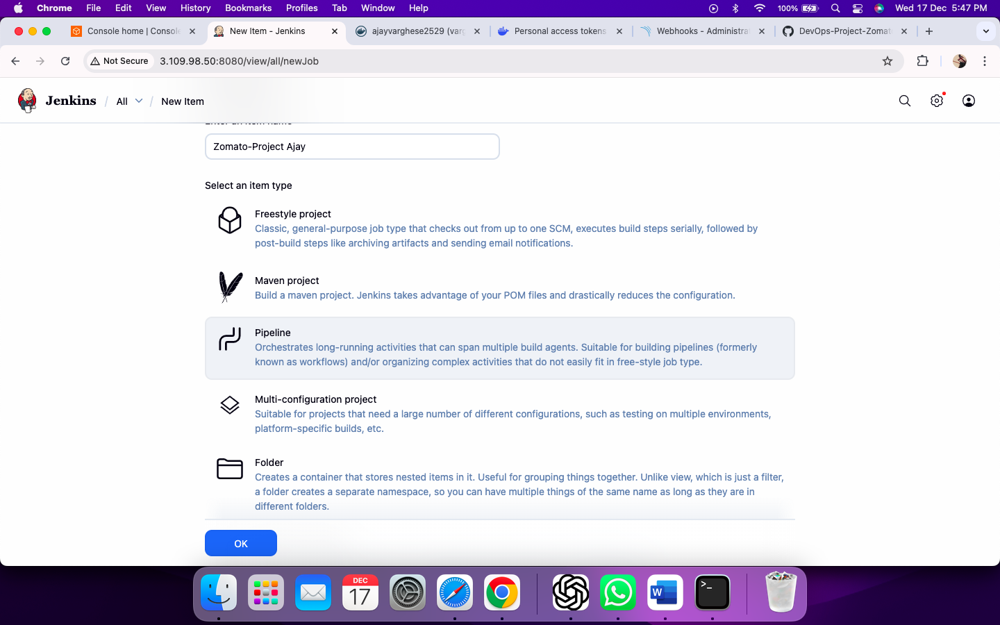 Chrome File Edit View History Bookmarks Profiles Tab Window Help 100% Wed 17 Dec 5:47 PM
Console home | Consol New Item - Jenkins ajayvarghese2529 (varg Personal access tokens Webhooks - Administra DevOps-Project-Zomat
Not Secure 3.109.98.50:8080/view/all/newJob
Jenkins / All / New Item
Enter an item name
Zomato-Project Ajay
Select an item type
Freestyle project
Classic, general-purpose job type that checks out from up to one SCM, executes build steps serially, followed by
post-build steps like archiving artifacts and sending email notifications.
Maven project
Build a maven project. Jenkins takes advantage of your POM files and drastically reduces the configuration.
Pipeline
Orchestrates long-running activities that can span multiple build agents. Suitable for building pipelines (formerly
known as workflows) and/or organizing complex activities that do not easily fit in free-style job type.
Multi-configuration project
Suitable for projects that need a large number of different configurations, such as testing on multiple environments,
platform-specific builds, etc.
Folder
Creates a container that stores nested items in it. Useful for grouping things together. Unlike view, which is just a filter,
a folder creates a separate namespace, so you can have multiple things of the same name as long as they are in
different folders.
OK
DEC
17
W
>_